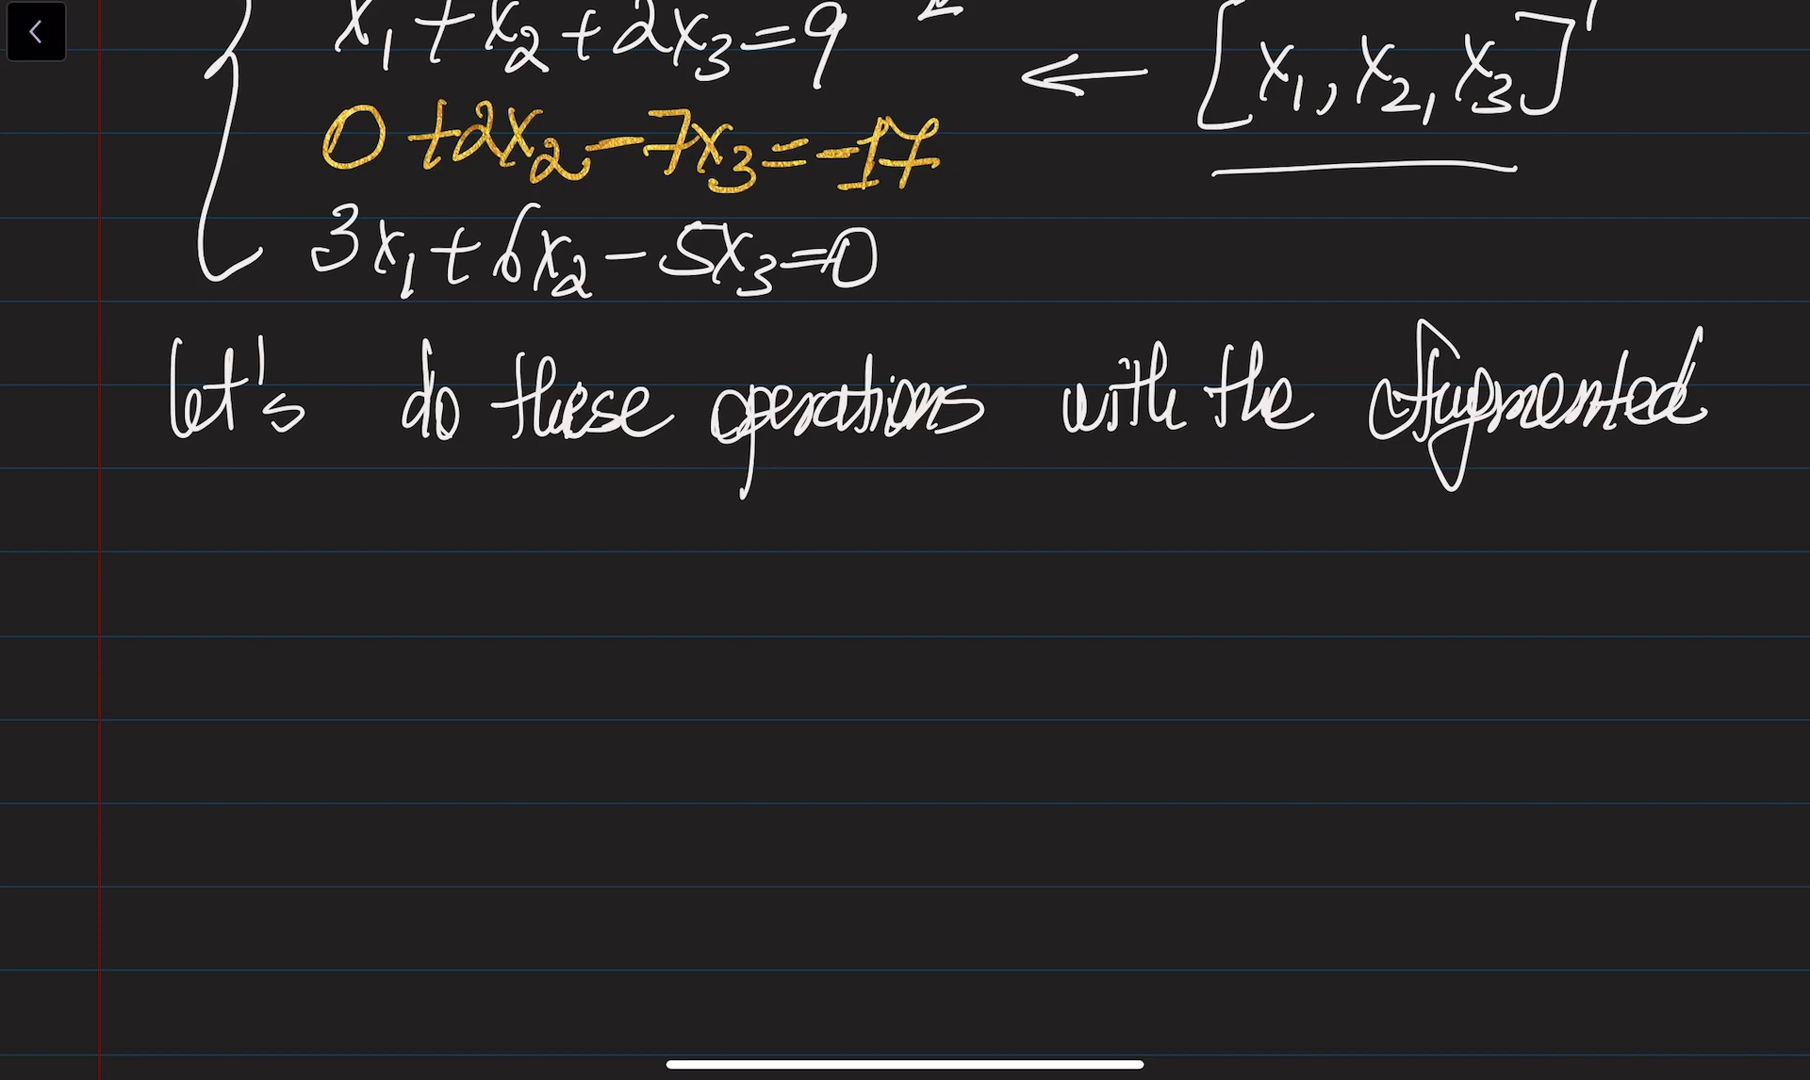 x₁ + x₂ + 2x₃ = 9 ← [x₁, x₂, x₃]'
0 + 2x₂ - 7x₃ = -17
3x₁ + 6x₂ - 5x₃ = 0
let's do these operations with the Augmented